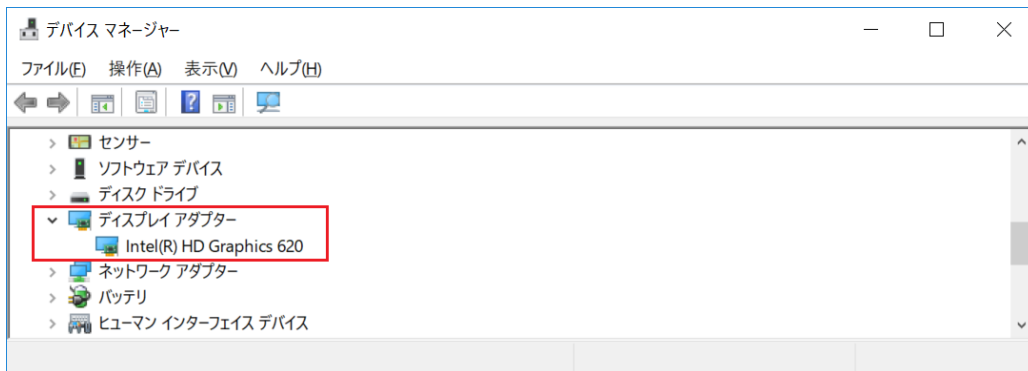 デバイス マネージャー
ファイル(F) 操作(A) 表示(V) ヘルプ(H)
センサー
ソフトウェア デバイス
ディスク ドライブ
ディスプレイ アダプター
Intel(R) HD Graphics 620
ネットワーク アダプター
バッテリ
ヒューマン インターフェイス デバイス